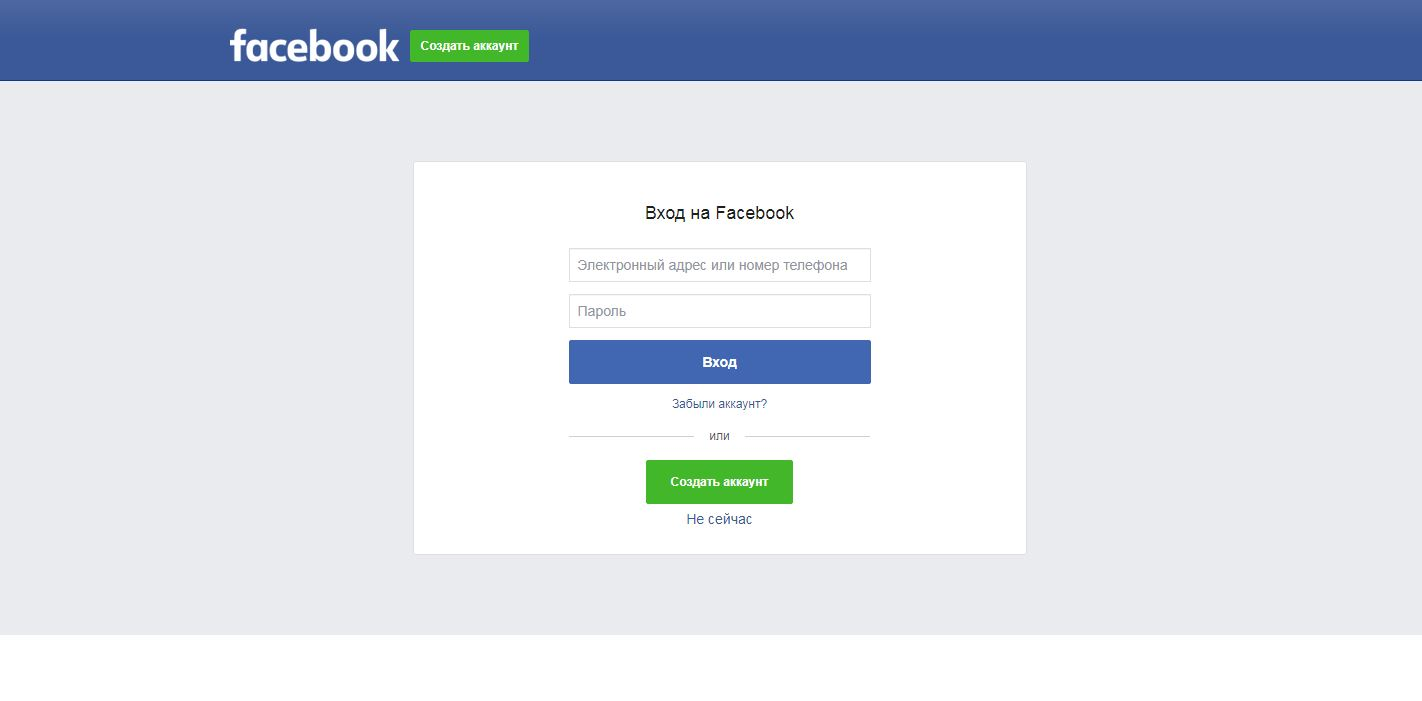 facebook Создать аккаунт
Вход на Facebook
Электронный адрес или номер телефона
Пароль
Вход
Забыли аккаунт?
или
Создать аккаунт
Не сейчас